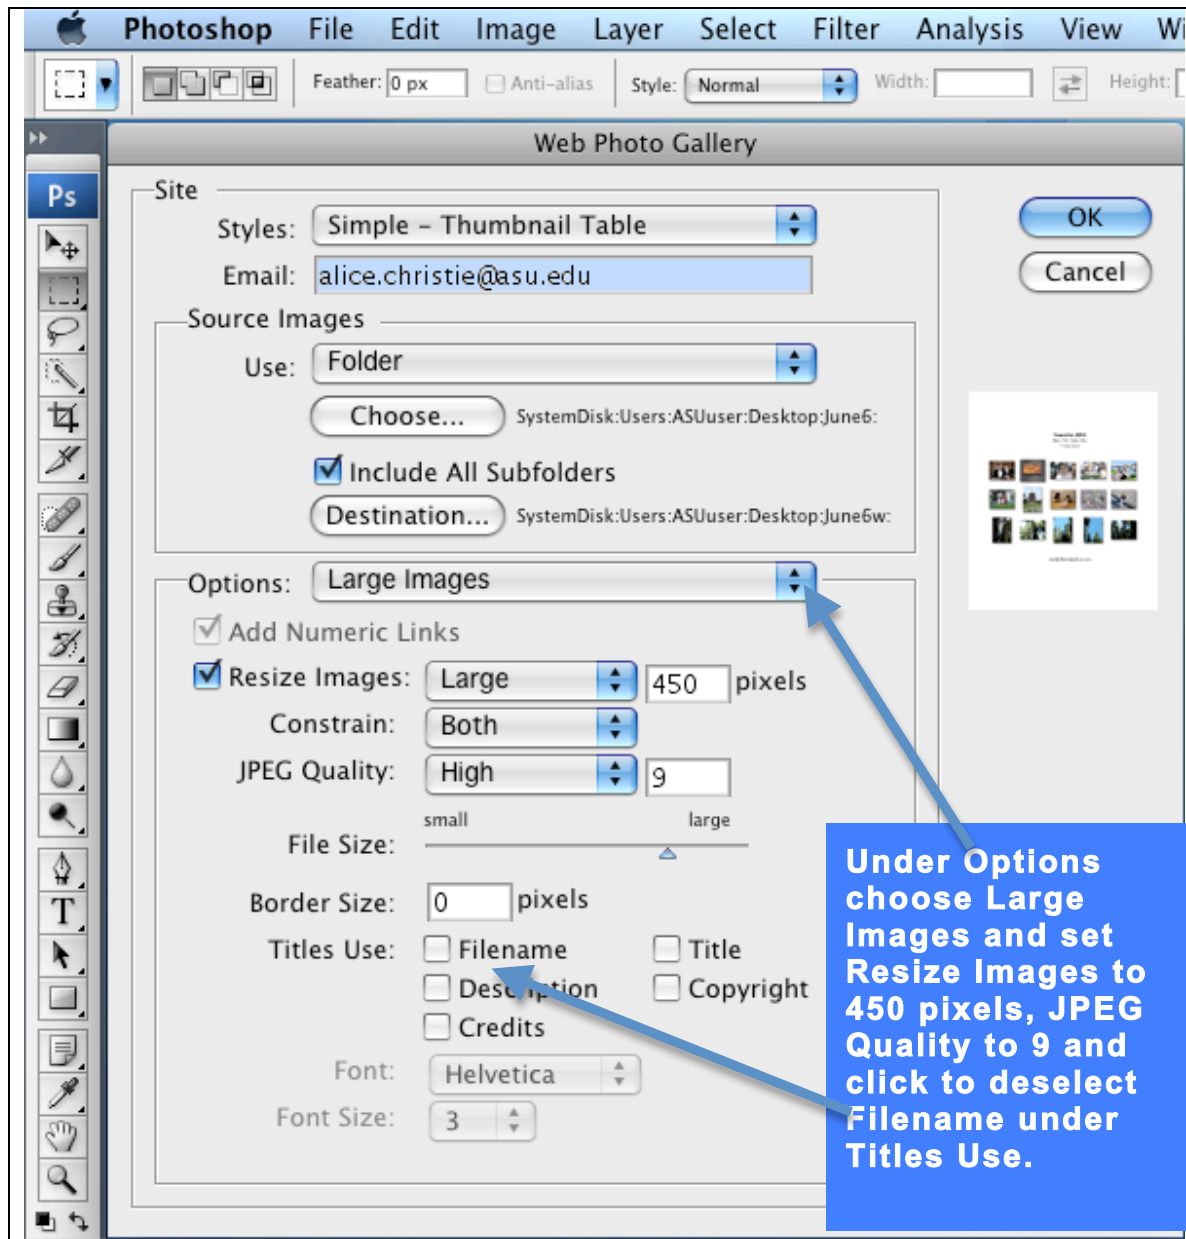 Photoshop File Edit Image Layer Select Filter Analysis View Wi
Feather: 0 px Anti-alias Style: Normal Width: Height:
Web Photo Gallery
Ps
Site
Styles: Simple – Thumbnail Table
OK
Email: alice.christie@asu.edu
Cancel
Source Images
Use: Folder
Choose... SystemDisk:Users:ASUuser:Desktop:June6:
Include All Subfolders
Destination... SystemDisk:Users:ASUuser:Desktop:June6w:
Options: Large Images
Add Numeric Links
Resize Images: Large 450 pixels
Constrain: Both
JPEG Quality: High 9
small large
File Size:
Border Size: 0 pixels
Titles Use: Filename Title
Description Copyright
Credits
Font: Helvetica
Font Size: 3
T
Under Options
choose Large
Images and set
Resize Images to
450 pixels, JPEG
Quality to 9 and
click to deselect
Filename under
Titles Use.